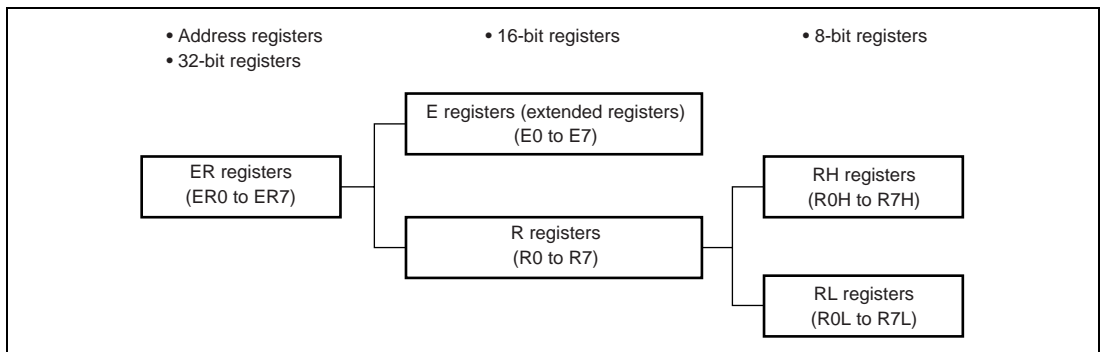 • Address registers
• 32-bit registers
• 16-bit registers
• 8-bit registers
E registers (extended registers)
(E0 to E7)
ER registers
(ER0 to ER7)
RH registers
(R0H to R7H)
R registers
(R0 to R7)
RL registers
(R0L to R7L)